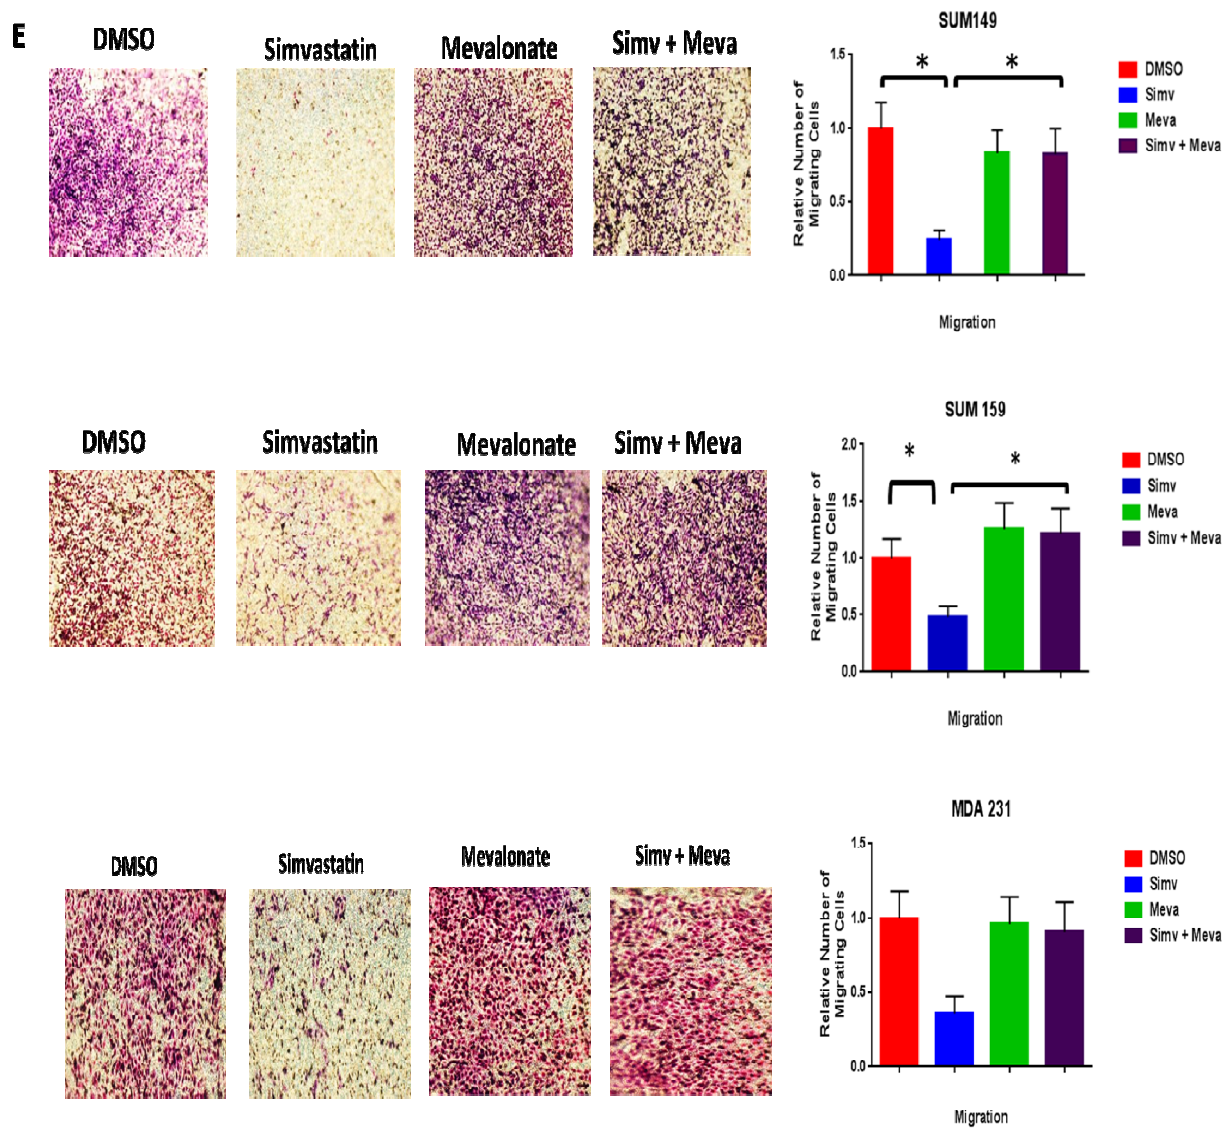 E
DMSO
Simvastatin
Mevalonate
Simv + Meva
SUM149
Relative Number of
Migrating Cells
1.5
1.0
0.5
0.0
*
*
Migration
DMSO
Simv
Meva
Simv + Meva
DMSO
Simvastatin
Mevalonate
Simv + Meva
SUM 159
Relative Number of
Migrating Cells
2.0
1.5
1.0
0.5
0.0
*
*
Migration
DMSO
Simv
Meva
Simv + Meva
DMSO
Simvastatin
Mevalonate
Simv + Meva
MDA 231
Relative Number of
Migrating Cells
1.5
1.0
0.5
0.0
Migration
DMSO
Simv
Meva
Simv + Meva